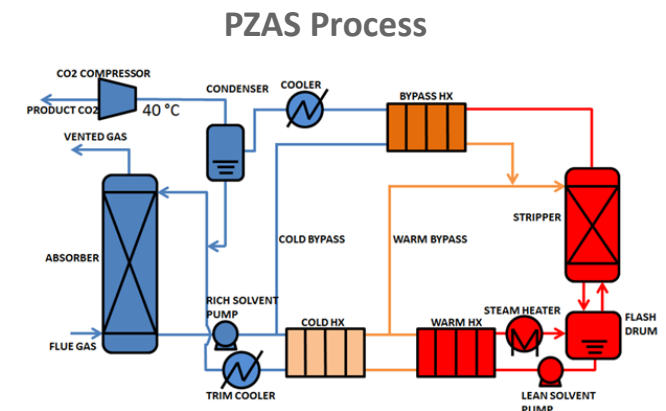 PZAS Process
CO2 COMPRESSOR
PRODUCT CO2
40 °C
CONDENSER
COOLER
BYPASS HX
VENTED GAS
ABSORBER
FLUE GAS
COLD BYPASS
WARM BYPASS
STRIPPER
RICH SOLVENT
PUMP
COLD HX
STEAM HEATER
WARM HX
FLASH
DRUM
TRIM COOLER
LEAN SOLVENT
PUMP